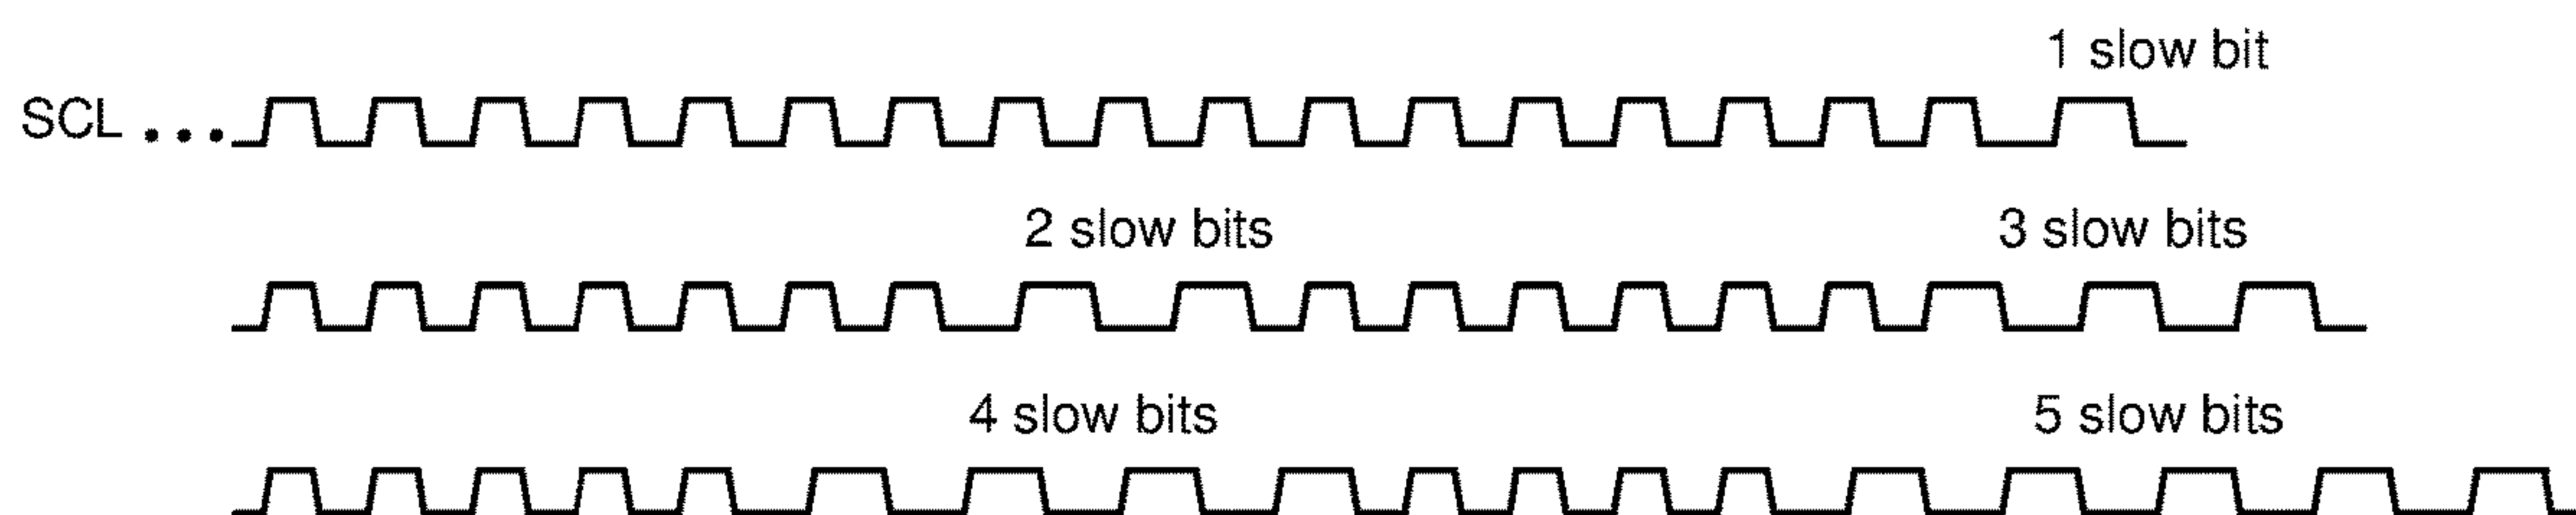 1 slow bit
SCL ...
2 slow bits 3 slow bits
4 slow bits 5 slow bits